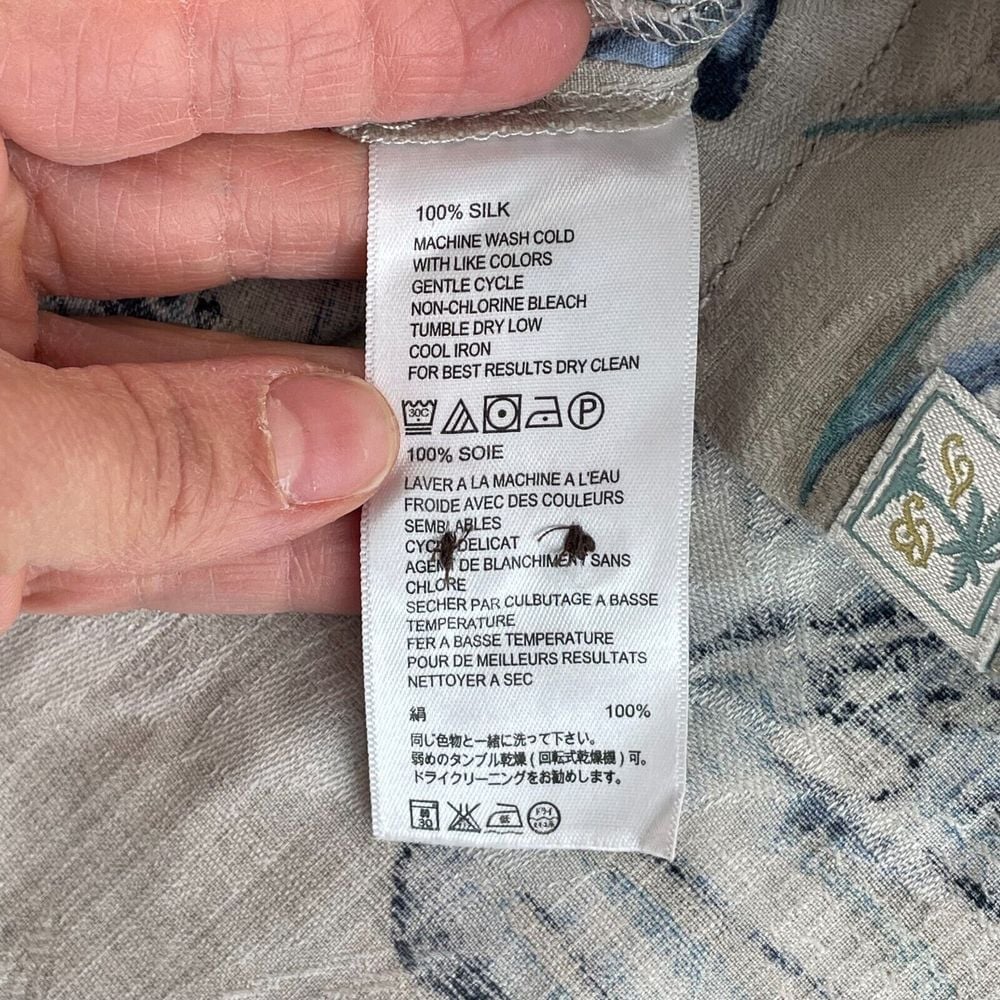 100% SILK
MACHINE WASH COLD
WITH LIKE COLORS
GENTLE CYCLE
NON-CHLORINE BLEACH
TUMBLE DRY LOW
COOL IRON
FOR BEST RESULTS DRY CLEAN
30C P
100% SOIE
LAVER A LA MACHINE A L'EAU
FROIDE AVEC DES COULEURS
SEMBLABLES
CYCLE DELICAT
AGENT DE BLANCHIMENT SANS
CHLORE
SECHER PAR CULBUTAGE A BASSE
TEMPERATURE
FER A BASSE TEMPERATURE
POUR DE MEILLEURS RESULTATS
NETTOYER A SEC
絹 100%
同じ色物と一緒に洗って下さい。
弱めのタンブル乾燥(回転式乾燥機)可。
ドライクリーニングをお勧めします。
弱 30 低 ドライ